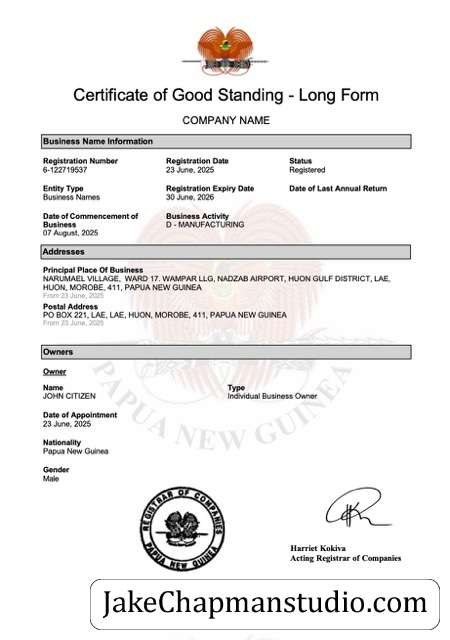 Certificate of Good Standing - Long Form
COMPANY NAME
Business Name Information
Registration Number
Registration Date
Status
6-122719537
23 June, 2025
Registered
Entity Type
Registration Expiry Date
Date of Last Annual Return
Business Names
30 June, 2026
Date of Commencement of
Business
Business Activity
07 August, 2025
D - MANUFACTURING
Addresses
Principal Place Of Business
NARUMAEL VILLAGE, WARD 17. WAMPAR LLG, NADZAB AIRPORT, HUON GULF DISTRICT, LAE,
HUON, MOROBE, 411, PAPUA NEW GUINEA
From 23 June, 2025
Postal Address
PO BOX 221, LAE, LAE, HUON, MOROBE, 411, PAPUA NEW GUINEA
From 23 June, 2025
Owners
Owner
Name
Type
JOHN CITIZEN
Individual Business Owner
Date of Appointment
23 June, 2025
Nationality
Papua New Guinea
Gender
Male
PAPUA NEW GUINEA
REGISTRAR OF COMPANIES
PAPUA NEW GUINEA
Harriet Kokiva
Acting Registrar of Companies
JakeChapmanstudio.com